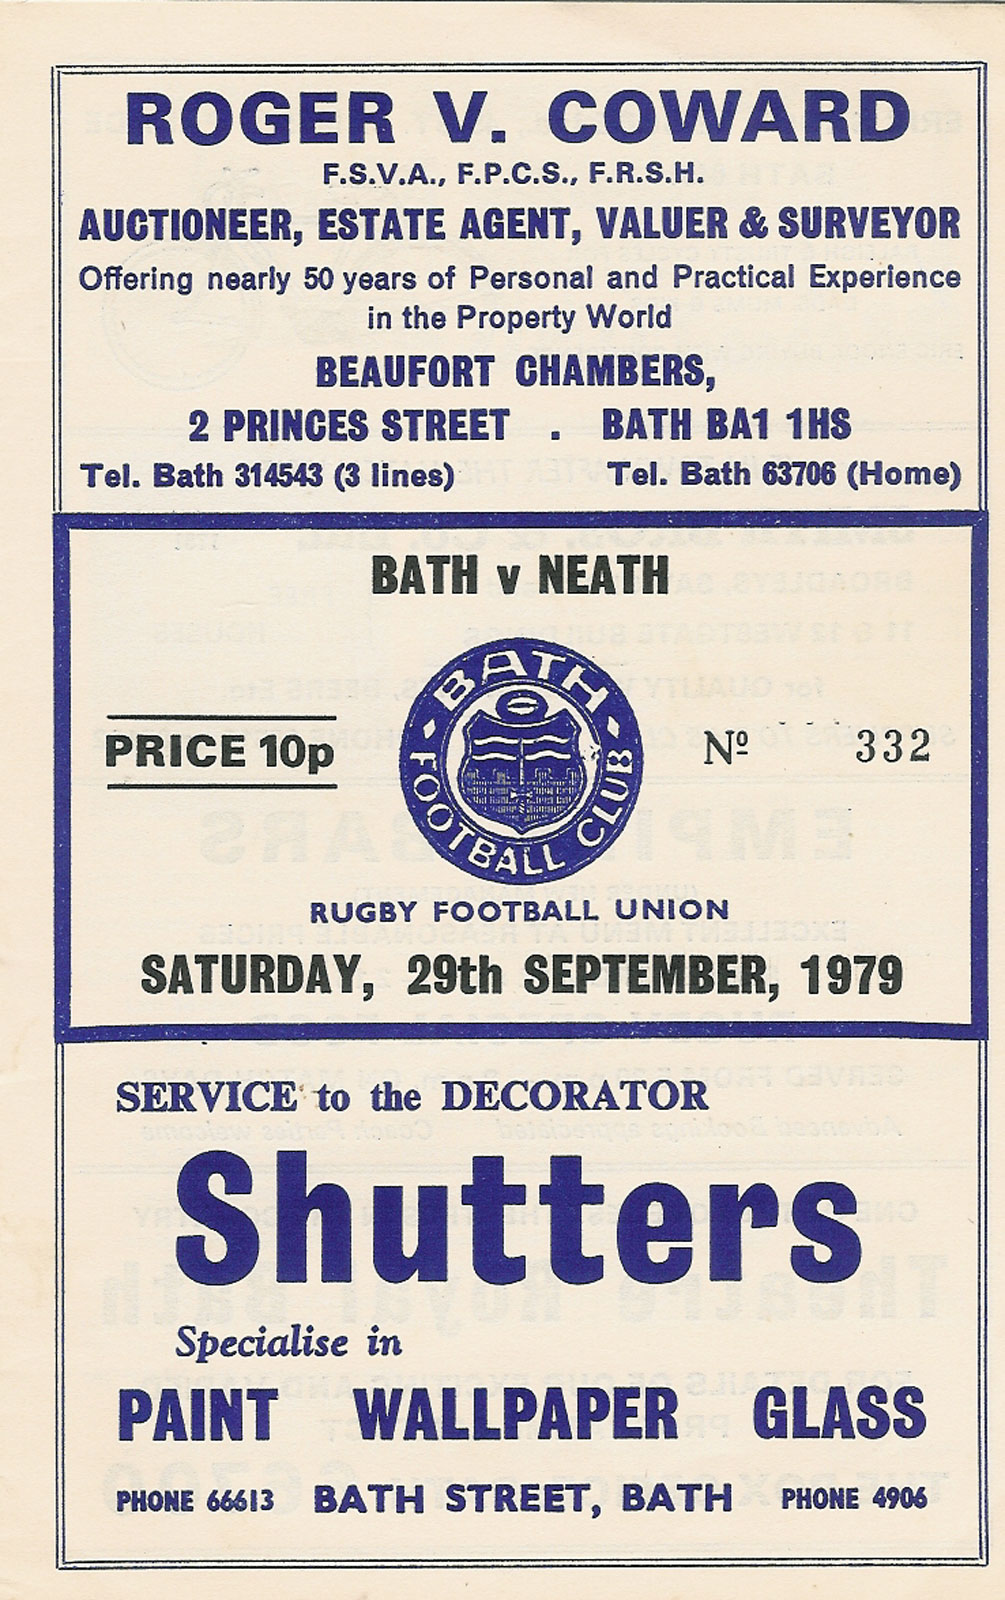 ROGER V. COWARD
F.S.V.A., F.P.C.S., F.R.S.H.
AUCTIONEER, ESTATE AGENT, VALUER & SURVEYOR
Offering nearly 50 years of Personal and Practical Experience
in the Property World
BEAUFORT CHAMBERS,
2 PRINCES STREET . BATH BA1 1HS
Tel. Bath 314543 (3 lines) Tel. Bath 63706 (Home)
BATH v NEATH
BATH
FOOTBALL CLUB
PRICE 10p
Nº 332
RUGBY FOOTBALL UNION
SATURDAY, 29th SEPTEMBER, 1979
SERVICE to the DECORATOR
Shutters
Specialise in
PAINT WALLPAPER GLASS
PHONE 66613 BATH STREET, BATH PHONE 4906